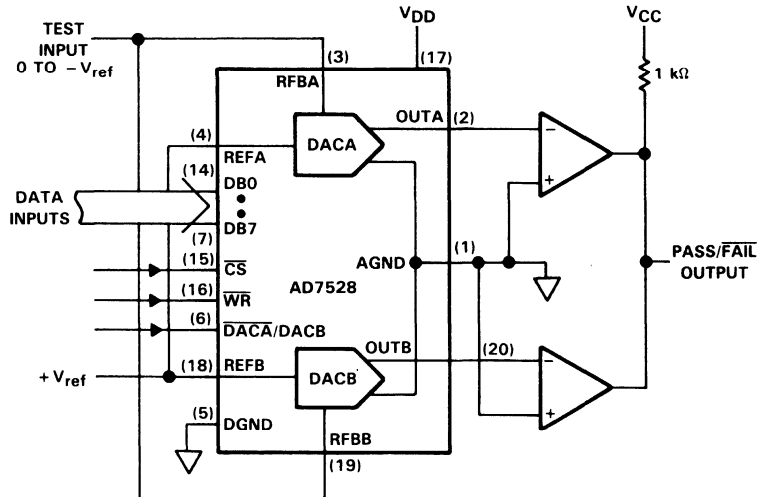 TEST
INPUT
0 TO – Vref
VDD
VCC
(3)
(17)
1 kΩ
RFBA
OUTA
(2)
–
(4)
REFA
DACA
+
(14)
DB0
DATA
INPUTS
DB7
(7)
AGND
(1)
PASS/FAIL
OUTPUT
(15)
CS
AD7528
(16)
WR
(6)
DACA/DACB
OUTB
(20)
–
+ Vref
(18)
REFB
DACB
(5)
DGND
+
RFBB
(19)